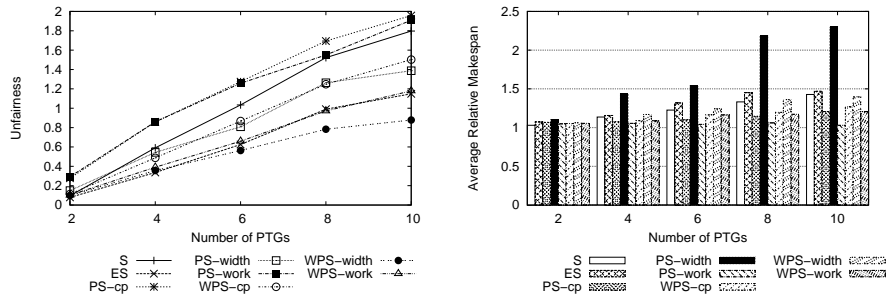 Unfairness
2
1.8
1.6
1.4
1.2
1
0.8
0.6
0.4
0.2
0
2 4 6 8 10
Number of PTGs
S PS-width WPS-width
ES PS-work WPS-work
PS-cp WPS-cp
Average Relative Makespan
2.5
2
1.5
1
0.5
0
2 4 6 8 10
Number of PTGs
S PS-width WPS-width
ES PS-work WPS-work
PS-cp WPS-cp